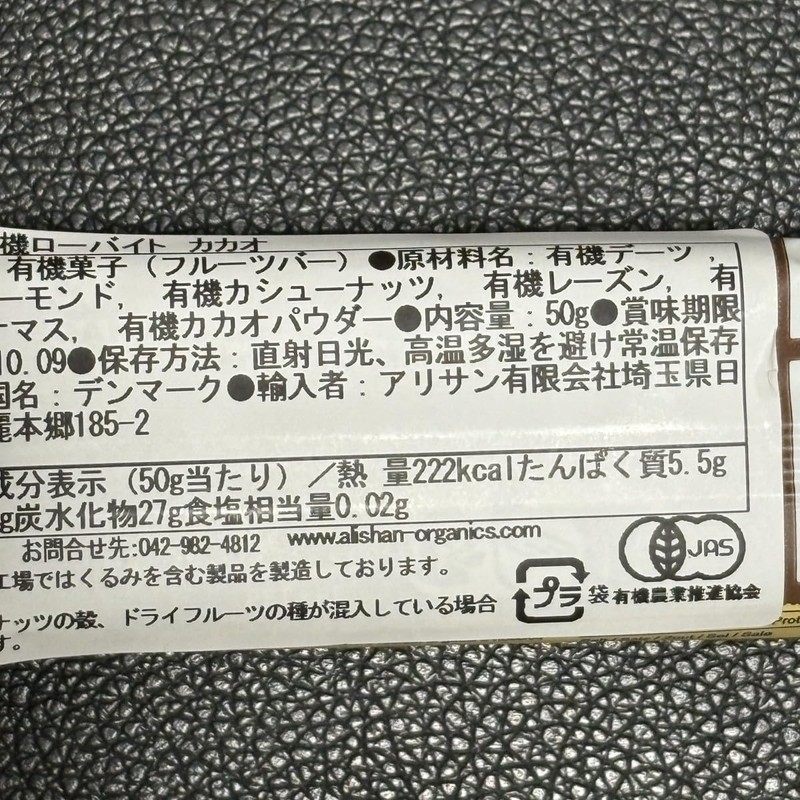 機ローバイト カカオ
有機菓子（フルーツバー）●原材料名：有機デーツ，
ーモンド，有機カシューナッツ，有機レーズン，有
マス，有機カカオパウダー●内容量：50g●賞味期限
10.09●保存方法：直射日光、高温多湿を避け常温保存
国名：デンマーク●輸入者：アリサン有限会社埼玉県日
麗本郷185-2
成分表示（50g当たり）／熱 量222kcalたんぱく質5.5g
g炭水化物27g食塩相当量0.02g
お問合せ先:042-982-4812 www.alishan-organics.com
工場ではくるみを含む製品を製造しております。
ナッツの殻、ドライフルーツの種が混入している場合
す。
プラ 袋
JAS
有機農業推進協会